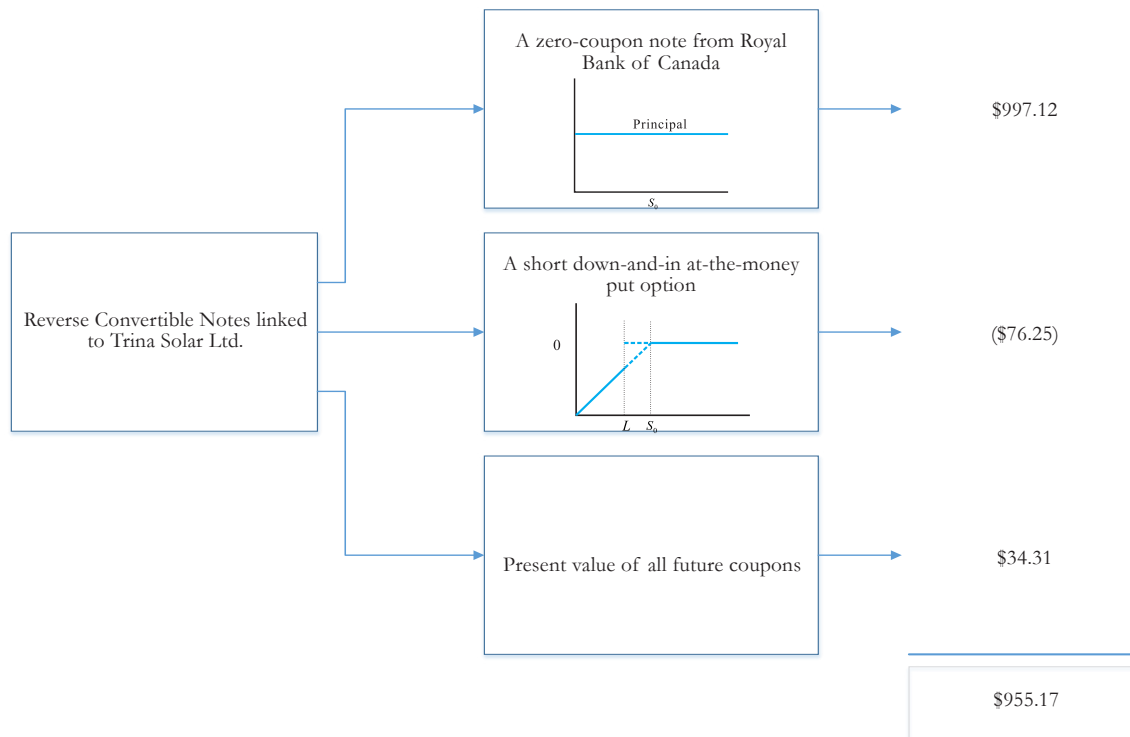 A zero-coupon note from Royal
Bank of Canada
Principal
S₀
$997.12
Reverse Convertible Notes linked
to Trina Solar Ltd.
A short down-and-in at-the-money
put option
0
L S₀
($76.25)
Present value of all future coupons
$34.31
$955.17